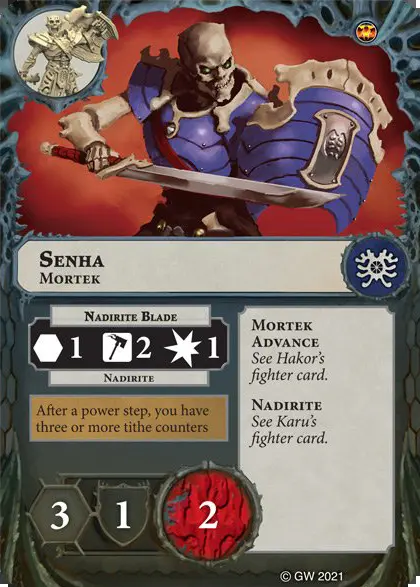 Senha
Mortek
Nadirite Blade
1 2 1
Nadirite
After a power step, you have
three or more tithe counters
Mortek
Advance
See Hakor's
fighter card.
Nadirite
See Karu's
fighter card.
3 1 2
© GW 2021